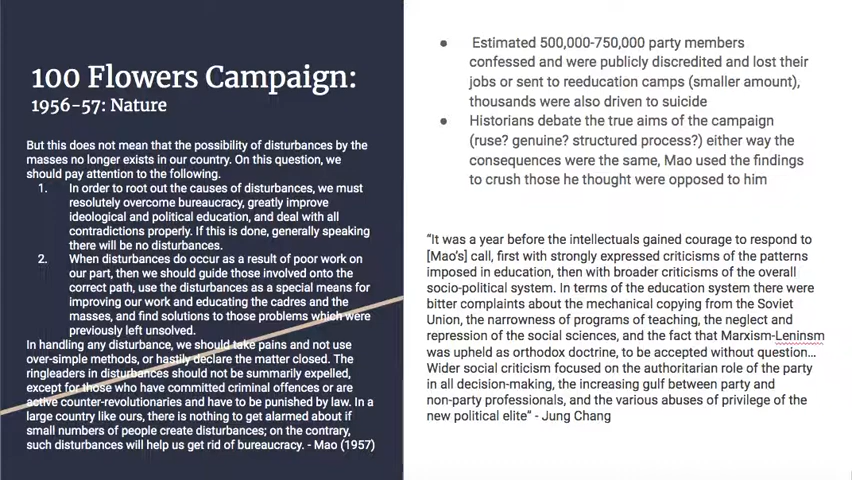 100 Flowers Campaign:
1956-57: Nature
But this does not mean that the possibility of disturbances by the
masses no longer exists in our country. On this question, we
should pay attention to the following.
1. In order to root out the causes of disturbances, we must
resolutely overcome bureaucracy, greatly improve
ideological and political education, and deal with all
contradictions properly. If this is done, generally speaking
there will be no disturbances.
2. When disturbances do occur as a result of poor work on
our part, then we should guide those involved onto the
correct path, use the disturbances as a special means for
improving our work and educating the cadres and the
masses, and find solutions to those problems which were
previously left unsolved.
In handling any disturbance, we should take pains and not use
over-simple methods, or hastily declare the matter closed. The
ringleaders in disturbances should not be summarily expelled,
except for those who have committed criminal offences or are
active counter-revolutionaries and have to be punished by law. In a
large country like ours, there is nothing to get alarmed about if
small numbers of people create disturbances; on the contrary,
such disturbances will help us get rid of bureaucracy. - Mao (1957)
● Estimated 500,000-750,000 party members
confessed and were publicly discredited and lost their
jobs or sent to reeducation camps (smaller amount),
thousands were also driven to suicide
● Historians debate the true aims of the campaign
(ruse? genuine? structured process?) either way the
consequences were the same, Mao used the findings
to crush those he thought were opposed to him
“It was a year before the intellectuals gained courage to respond to
[Mao’s] call, first with strongly expressed criticisms of the patterns
imposed in education, then with broader criticisms of the overall
socio-political system. In terms of the education system there were
bitter complaints about the mechanical copying from the Soviet
Union, the narrowness of programs of teaching, the neglect and
repression of the social sciences, and the fact that Marxism-Leninsm
was upheld as orthodox doctrine, to be accepted without question...
Wider social criticism focused on the authoritarian role of the party
in all decision-making, the increasing gulf between party and
non-party professionals, and the various abuses of privilege of the
new political elite” - Jung Chang